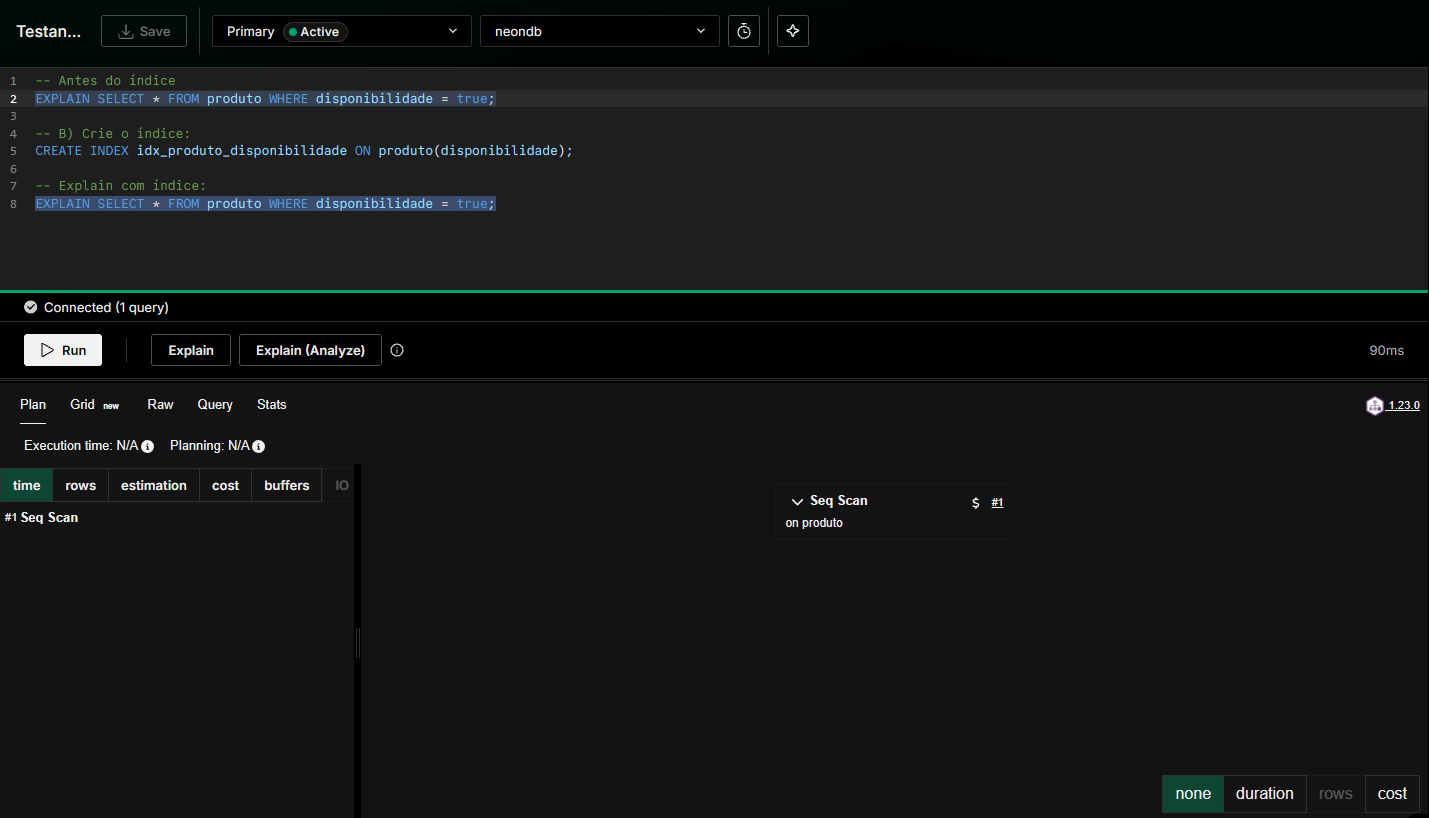 Testan...
Save
Primary
Active
neondb
1 -- Antes do índice
2 EXPLAIN SELECT * FROM produto WHERE disponibilidade = true;
3
4 -- B) Crie o índice:
5 CREATE INDEX idx_produto_disponibilidade ON produto(disponibilidade);
6
7 -- Explain com índice:
8 EXPLAIN SELECT * FROM produto WHERE disponibilidade = true;
Connected (1 query)
Run
Explain
Explain (Analyze)
90ms
Plan
Grid new
Raw
Query
Stats
1.23.0
Execution time: N/A
Planning: N/A
time
rows
estimation
cost
buffers
IO
#1 Seq Scan
Seq Scan
$
#1
on produto
none
duration
rows
cost